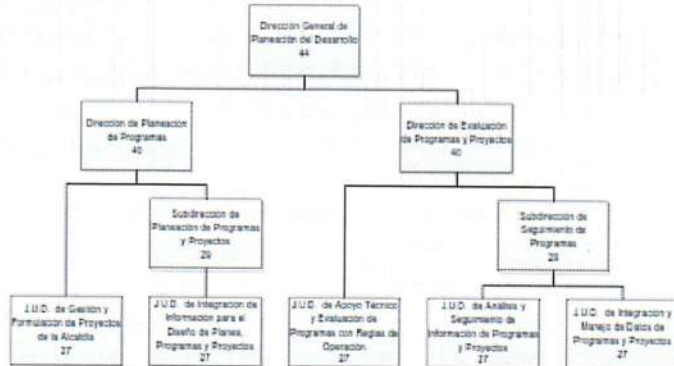 Dirección General de
Planeación del Desarrollo
44
Dirección de Planeación
de Programas
40
Dirección de Evaluación
de Programas y Proyectos
40
Subdirección de
Planeación de Programas
y Proyectos
29
Subdirección de
Seguimiento de
Programas
29
J.U.D. de Gestión y
Formulación de Proyectos
de la Alcaldía
27
J.U.D. de Integración de
Información para el
Diseño de Planes,
Programas y Proyectos
27
J.U.D. de Apoyo Técnico
y Evaluación de
Programas con Reglas de
Operación
27
J.U.D. de Análisis y
Seguimiento de
Información de Programas
y Proyectos
27
J.U.D. de Integración y
Manejo de Datos de
Programas y Proyectos
27